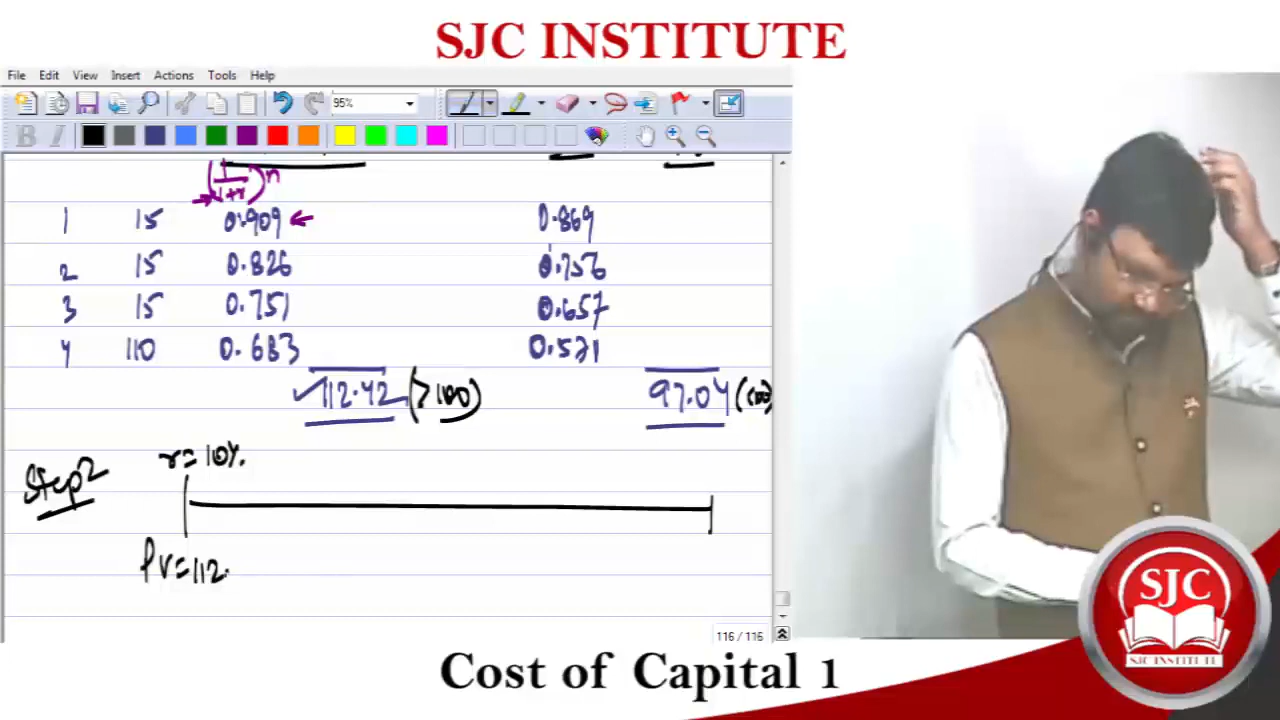 SJC INSTITUTE
File Edit View Insert Actions Tools Help
B I 95%
(1/1+r)^n
1 15 0.909 ← 0.869
2 15 0.826 0.756
3 15 0.751 0.657
4 110 0.683 0.571
112.42 (>100) 97.04 (<100)
Step2 r=10%.
PV=112.
116 / 116
SJC
SJC INSTITUTE
Cost of Capital 1